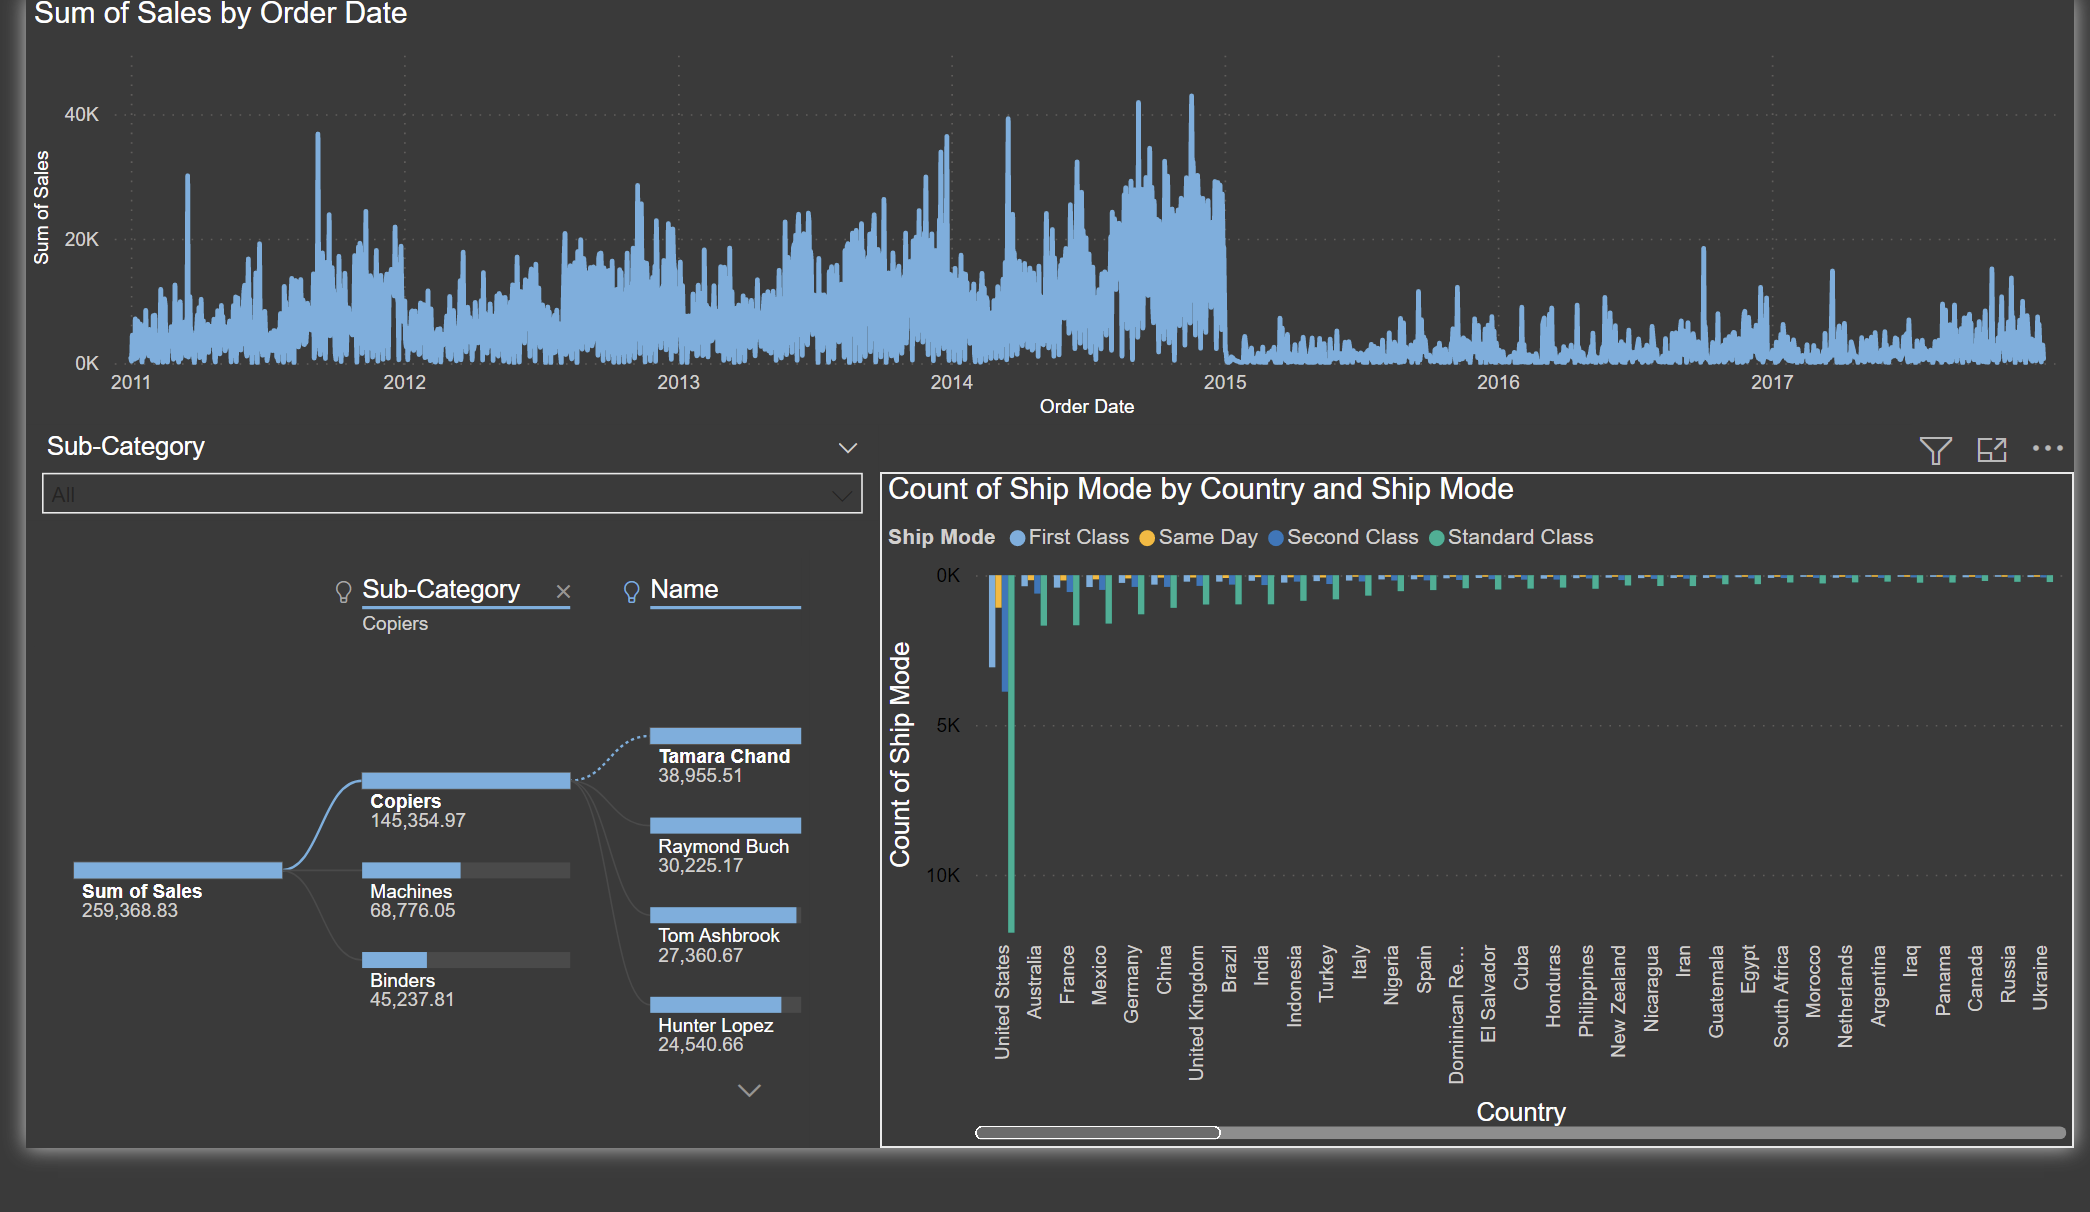 Sum of Sales by Order Date
40K
20K
0K
Sum of Sales
2011 2012 2013 2014 2015 2016 2017
Order Date
Sub-Category
All
Sub-Category
Copiers
Name
Sum of Sales
259,368.83
Copiers
145,354.97
Machines
68,776.05
Binders
45,237.81
Tamara Chand
38,955.51
Raymond Buch
30,225.17
Tom Ashbrook
27,360.67
Hunter Lopez
24,540.66
Count of Ship Mode by Country and Ship Mode
Ship Mode First Class Same Day Second Class Standard Class
0K
5K
10K
Count of Ship Mode
United States
Australia
France
Mexico
Germany
China
United Kingdom
Brazil
India
Indonesia
Turkey
Italy
Nigeria
Spain
Dominican Re...
El Salvador
Cuba
Honduras
Philippines
New Zealand
Nicaragua
Iran
Guatemala
Egypt
South Africa
Morocco
Netherlands
Argentina
Iraq
Panama
Canada
Russia
Ukraine
Country